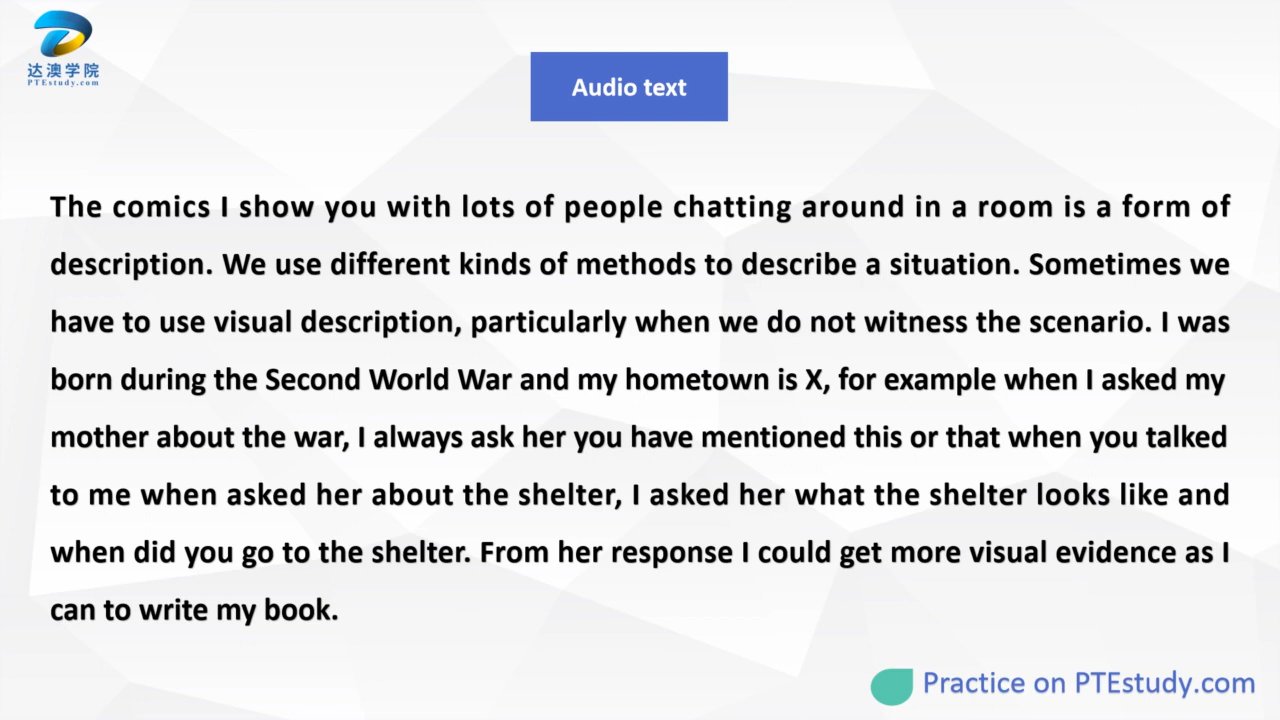 达澳学院
PTEstudy.com
Audio text
The comics I show you with lots of people chatting around in a room is a form of
description. We use different kinds of methods to describe a situation. Sometimes we
have to use visual description, particularly when we do not witness the scenario. I was
born during the Second World War and my hometown is X, for example when I asked my
mother about the war, I always ask her you have mentioned this or that when you talked
to me when asked her about the shelter, I asked her what the shelter looks like and
when did you go to the shelter. From her response I could get more visual evidence as I
can to write my book.
Practice on PTEstudy.com